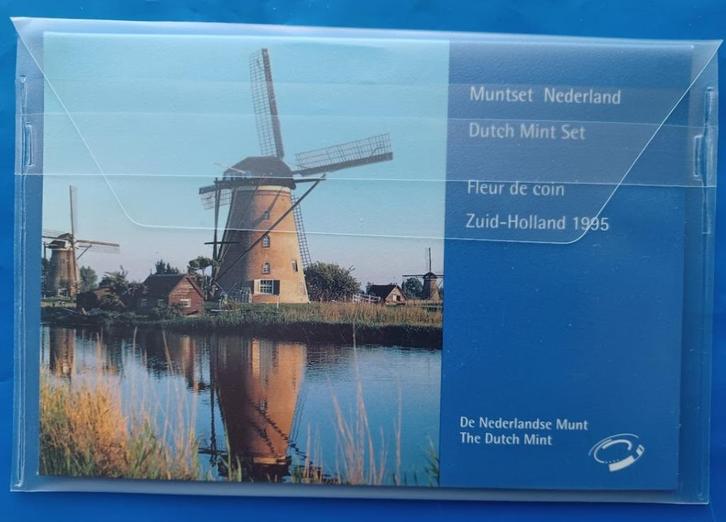 Muntset Nederland
Dutch Mint Set
Fleur de coin
Zuid-Holland 1995
De Nederlandse Munt
The Dutch Mint